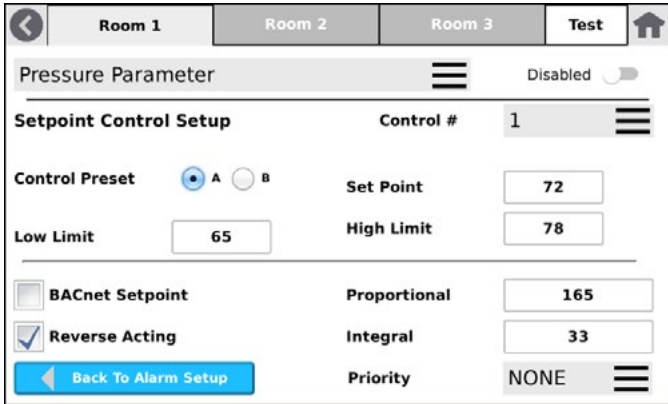 Room 1 Room 2 Room 3 Test
Pressure Parameter Disabled
Setpoint Control Setup Control # 1
Control Preset A B Set Point 72
Low Limit 65 High Limit 78
BACnet Setpoint Proportional 165
Reverse Acting Integral 33
Back To Alarm Setup Priority NONE